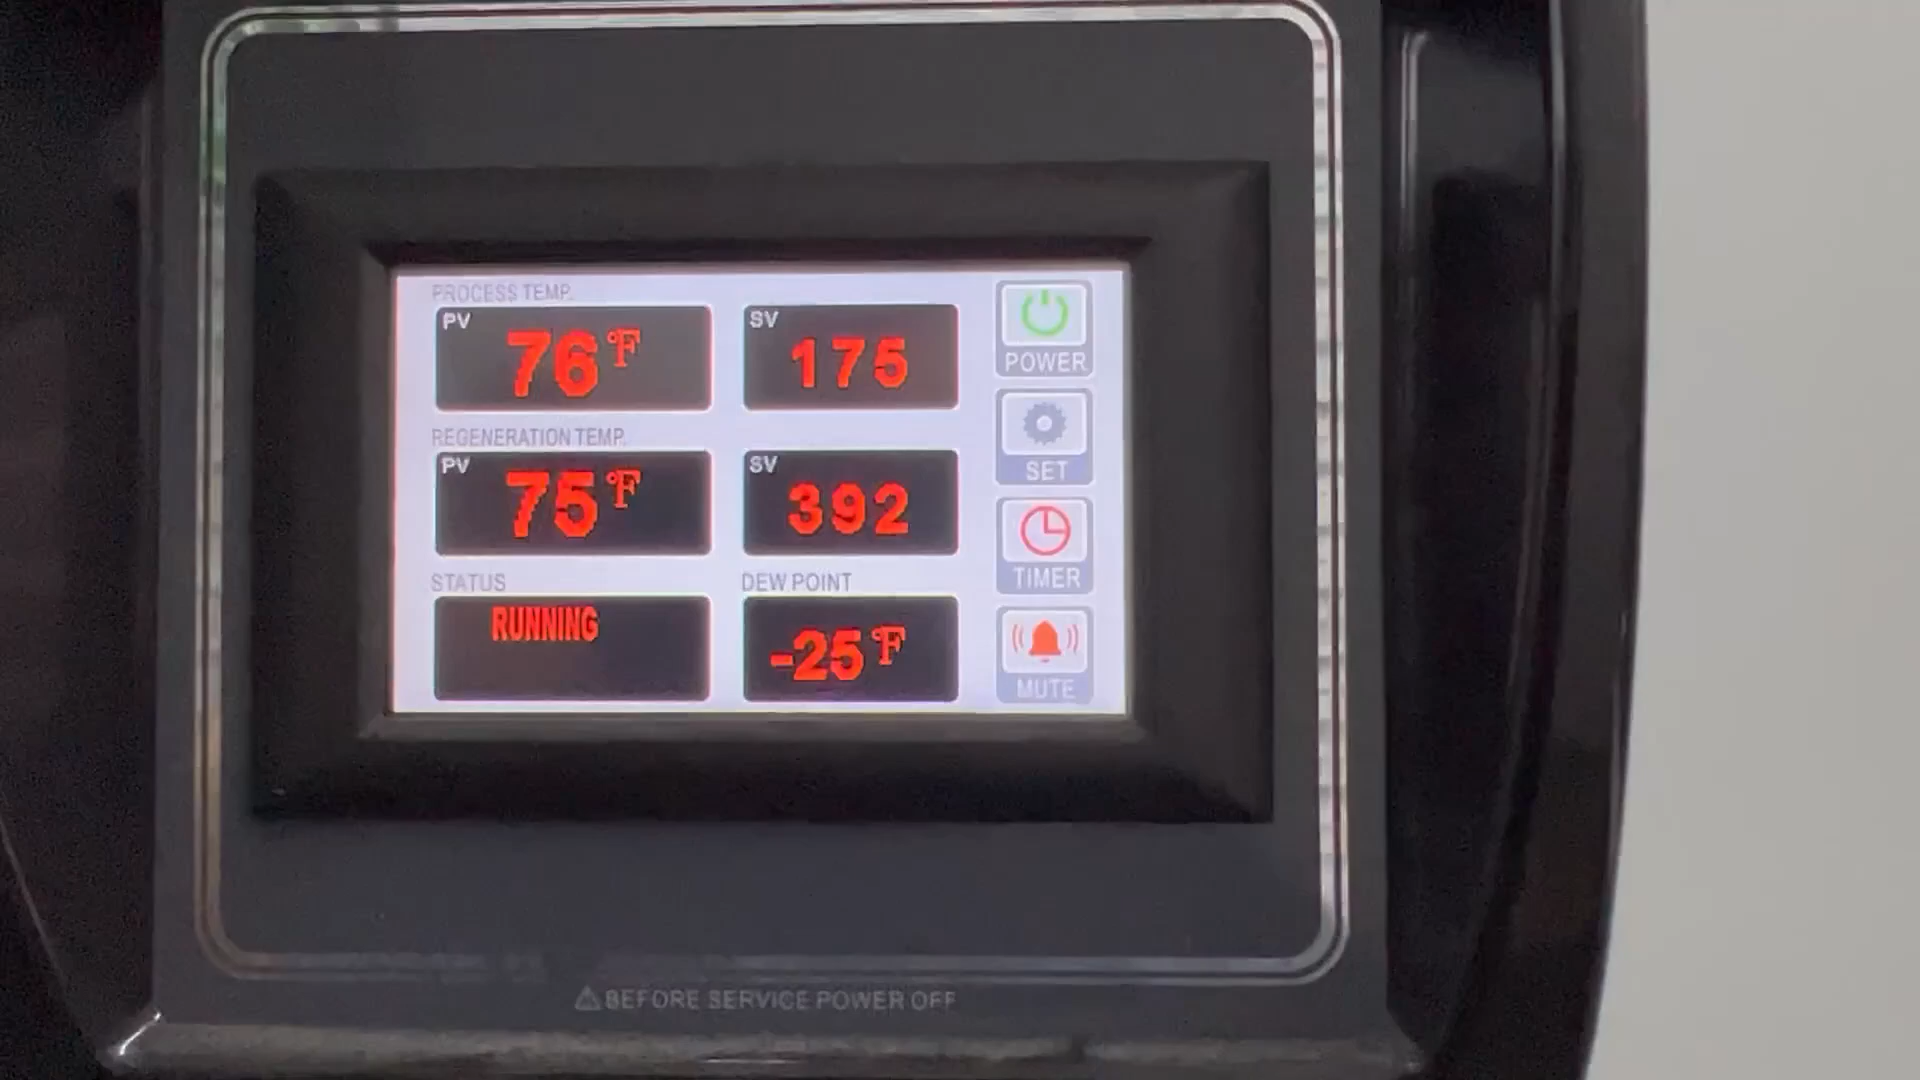 PROCESS TEMP.
PV 76°F SV 175
POWER
REGENERATION TEMP.
SET
PV 75°F SV 392
TIMER
STATUS DEW POINT
RUNNING -25°F
MUTE
BEFORE SERVICE POWER OFF